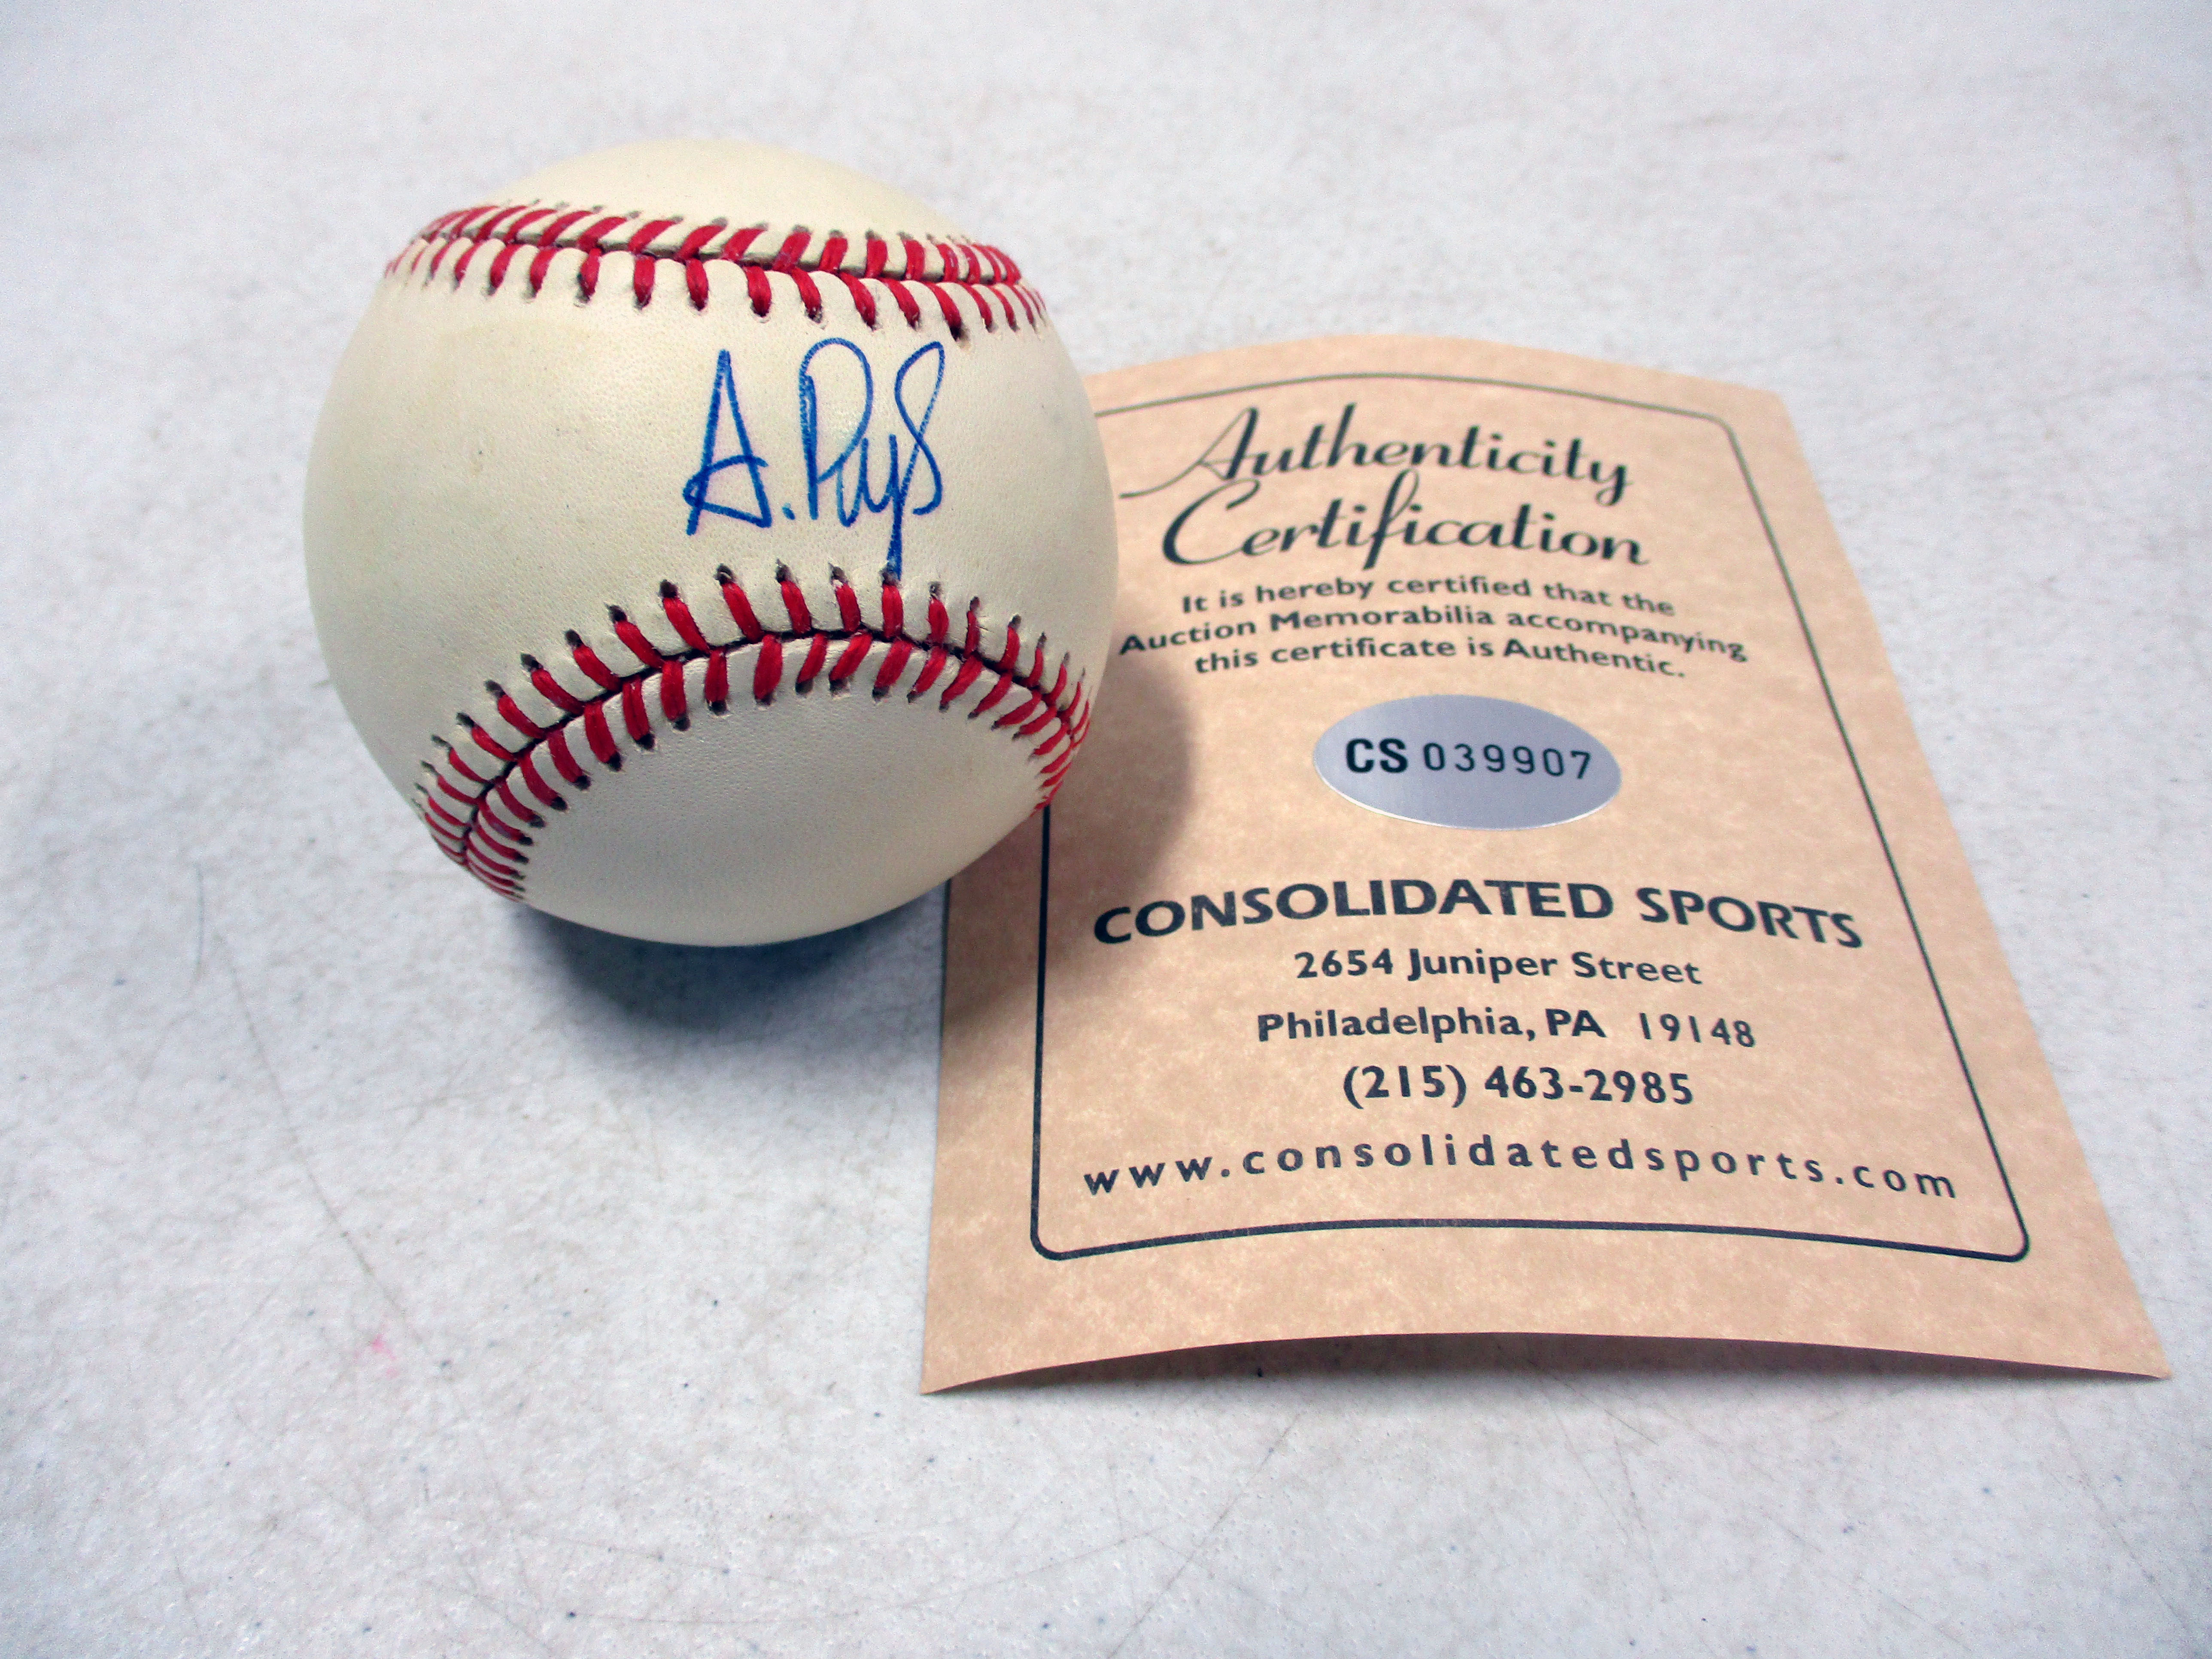 A.
Authenticity
Certification
It is hereby certified that the
Auction Memorabilia accompanying
this certificate is Authentic.
CS 039907
CONSOLIDATED SPORTS
2654 Juniper Street
Philadelphia, PA 19148
(215) 463-2985
www.consolidatedsports.com